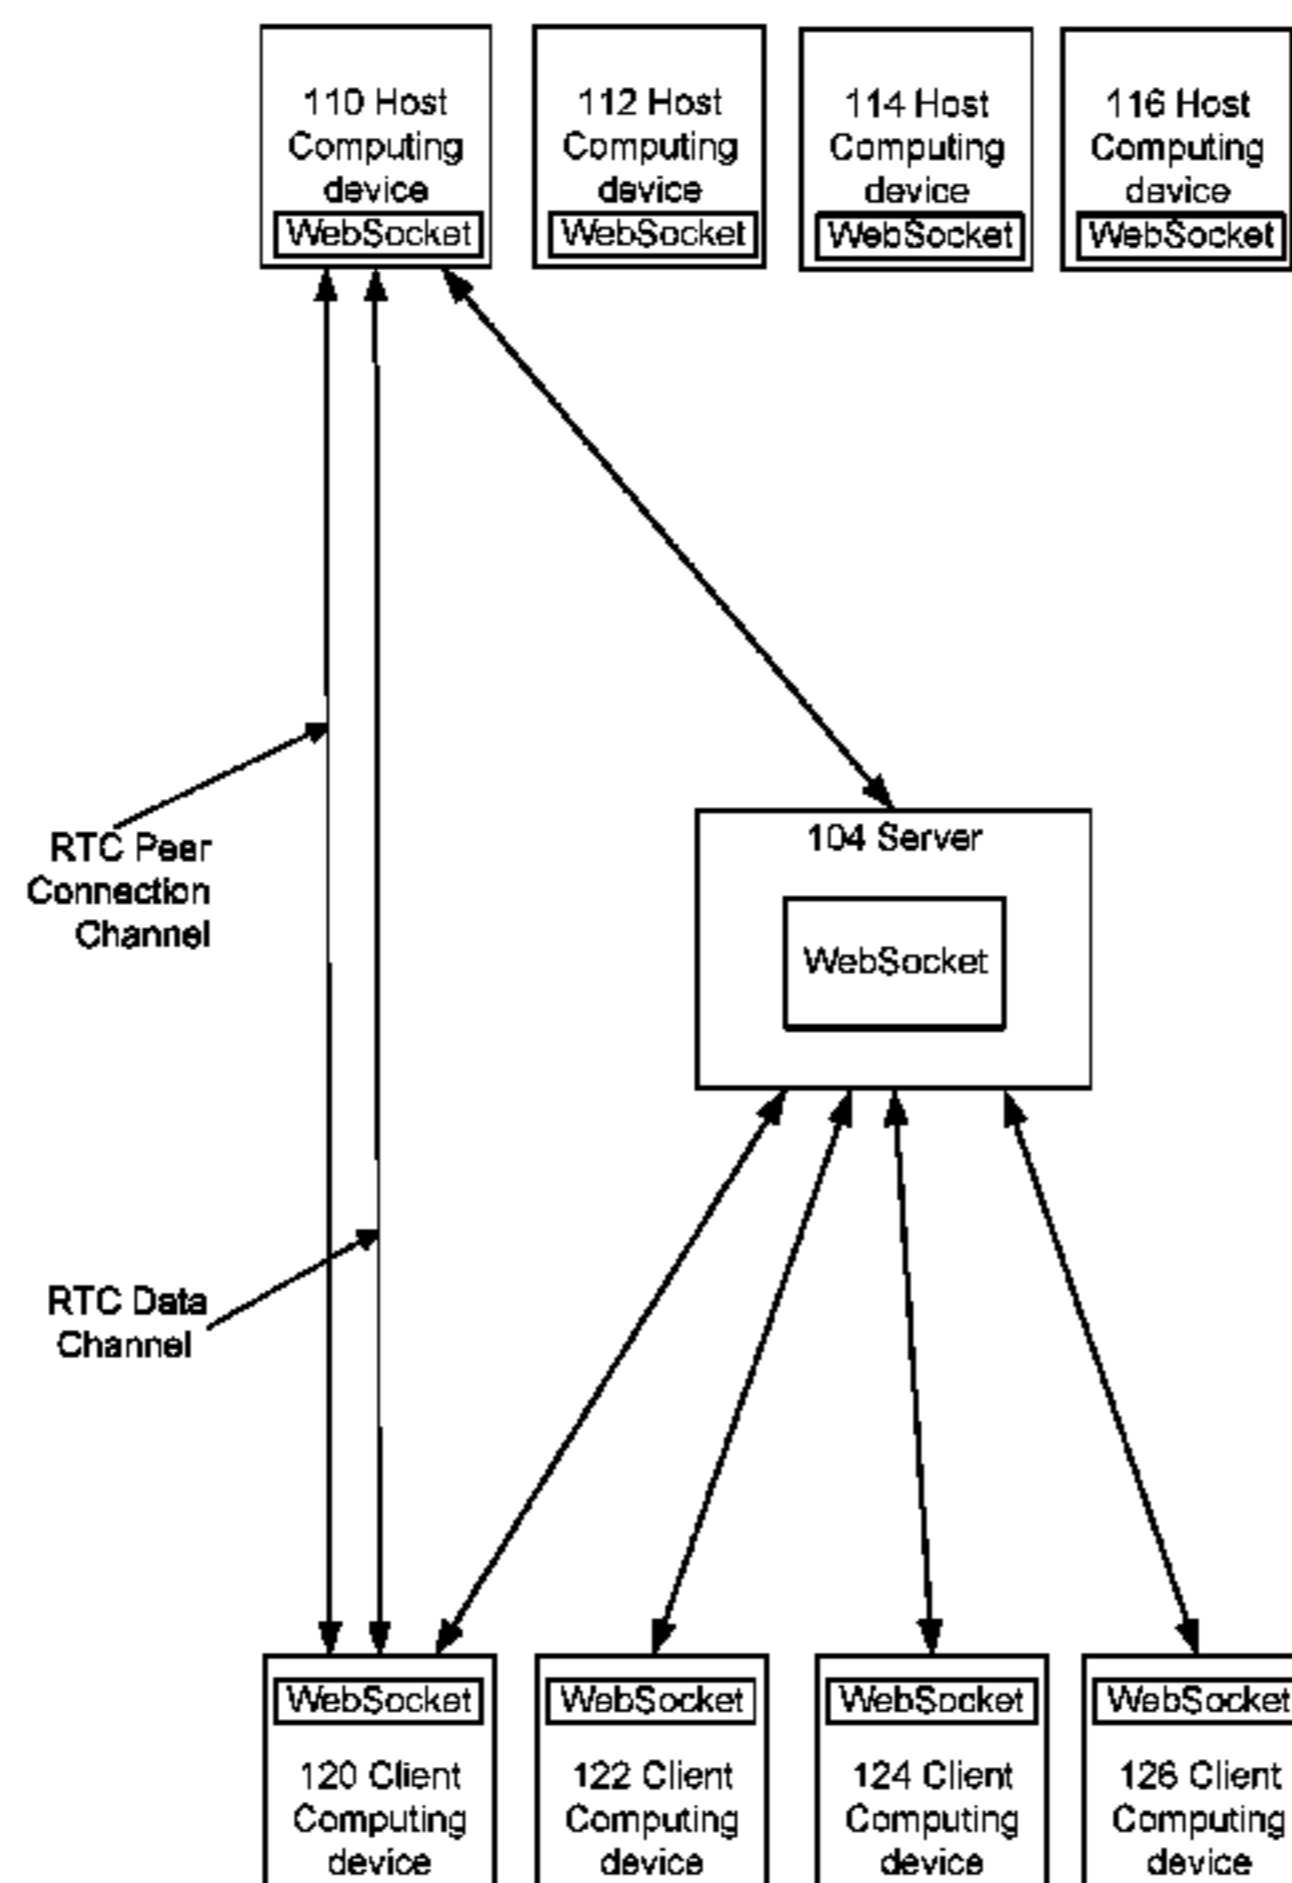 110 Host
Computing
device
WebSocket
112 Host
Computing
device
WebSocket
114 Host
Computing
device
WebSocket
116 Host
Computing
device
WebSocket
RTC Peer
Connection
Channel
104 Server
WebSocket
RTC Data
Channel
WebSocket
120 Client
Computing
device
WebSocket
122 Client
Computing
device
WebSocket
124 Client
Computing
device
WebSocket
126 Client
Computing
device